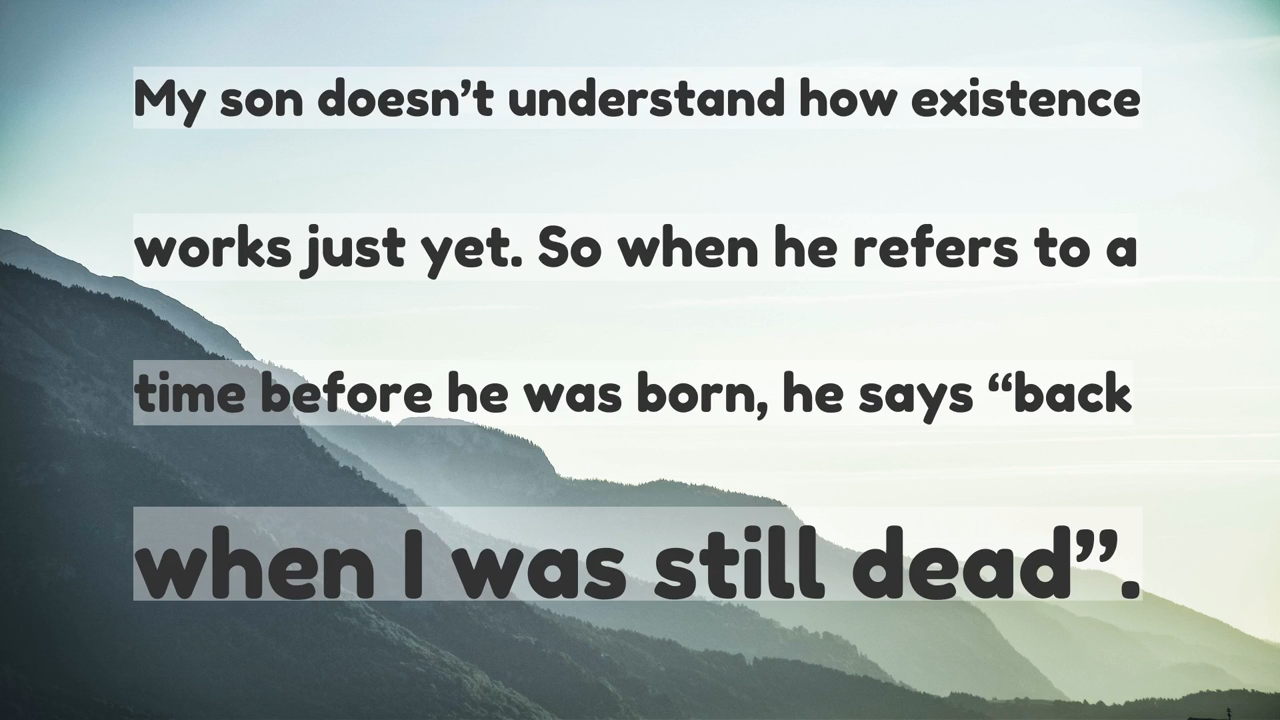 My son doesn’t understand how existence
works just yet. So when he refers to a
time before he was born, he says “back
when I was still dead”.